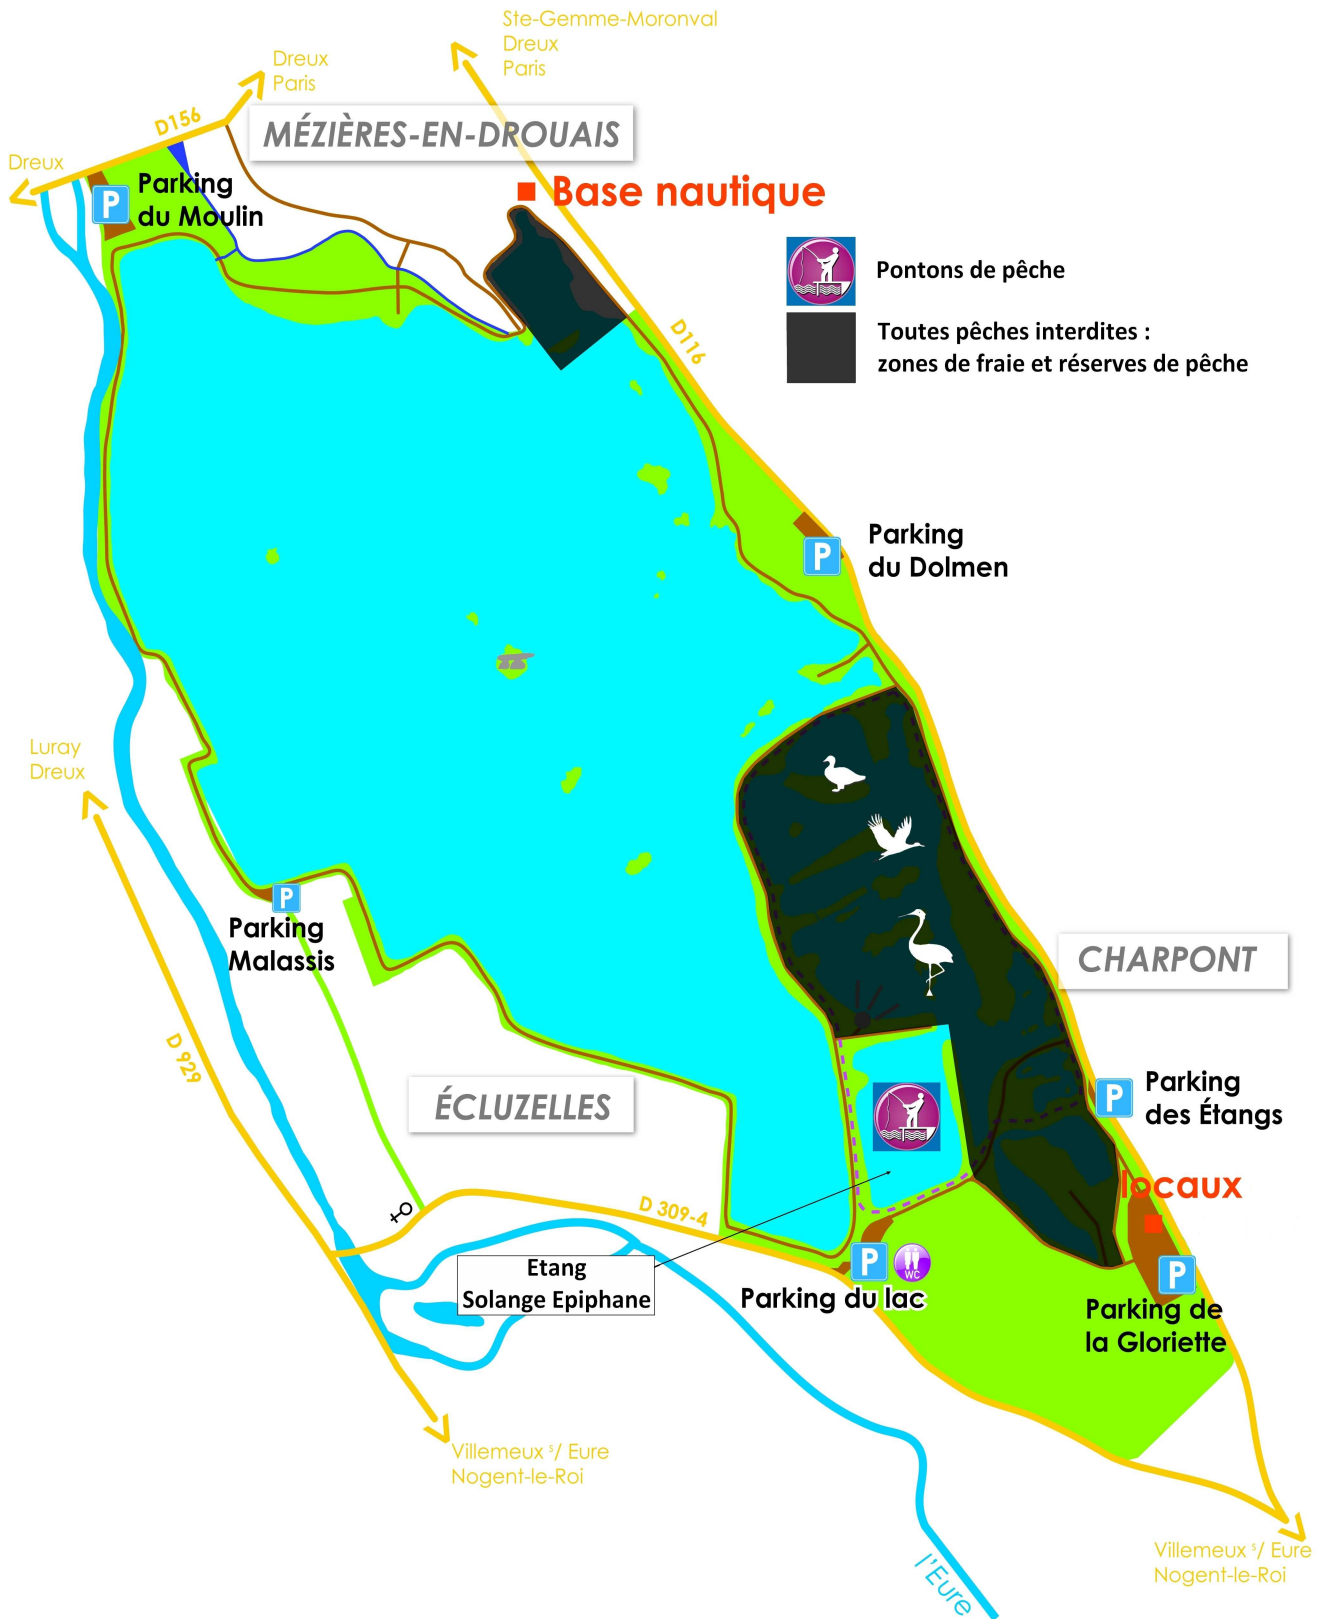 Ste-Gemme-Moronval
Dreux
Paris
Dreux
Paris
D156
MÉZIÈRES-EN-DROUAIS
Dreux
P
Parking
du Moulin
Base nautique
Pontons de pêche
Toutes pêches interdites :
zones de fraie et réserves de pêche
D116
P
Parking
du Dolmen
Luray
Dreux
P
Parking
Malassis
CHARPONT
D 929
ÉCLUZELLES
P
Parking
des Étangs
locaux
D 309-4
Etang
Solange Epiphane
P
WC
Parking du lac
P
Parking de
la Gloriette
Villemeux s/ Eure
Nogent-le-Roi
l'Eure
Villemeux s/ Eure
Nogent-le-Roi